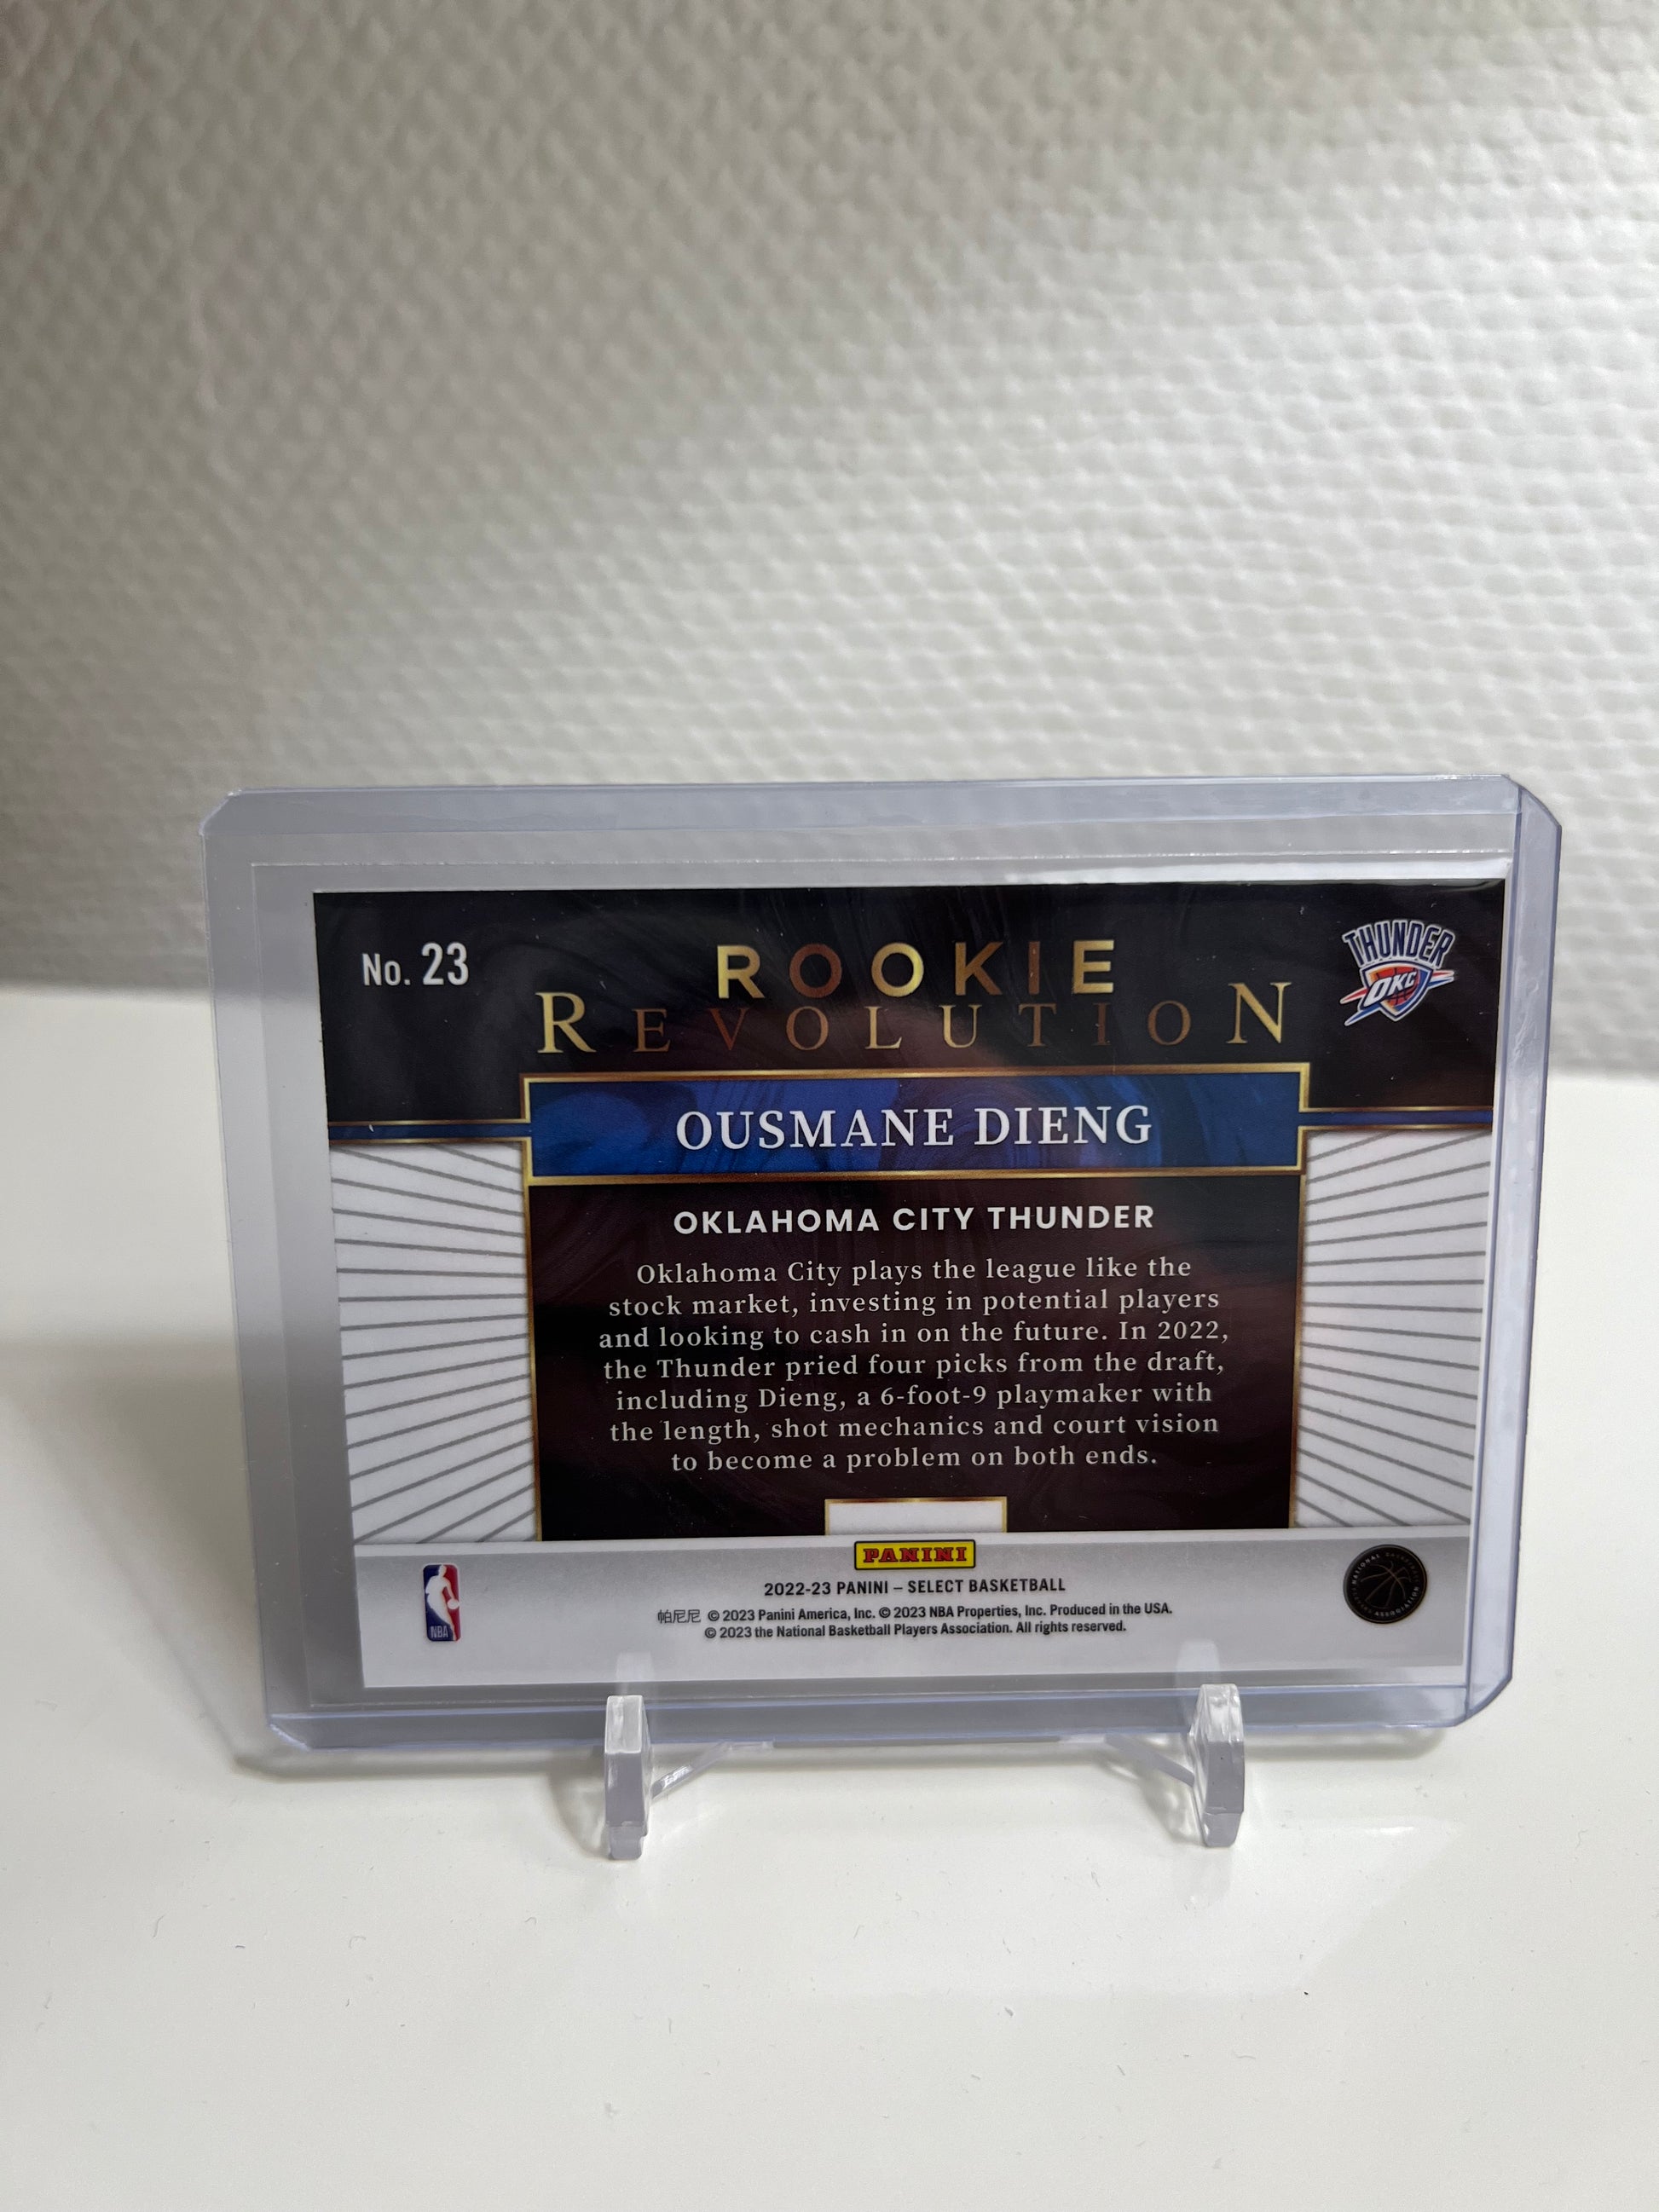 No. 23
ROOKIE
REVOLUTION
THUNDER
OKC
OUSMANE DIENG
OKLAHOMA CITY THUNDER
Oklahoma City plays the league like the
stock market, investing in potential players
and looking to cash in on the future. In 2022,
the Thunder pried four picks from the draft,
including Dieng, a 6-foot-9 playmaker with
the length, shot mechanics and court vision
to become a problem on both ends.
PANINI
2022-23 PANINI – SELECT BASKETBALL
帕尼尼 © 2023 Panini America, Inc. © 2023 NBA Properties, Inc. Produced in the USA.
© 2023 the National Basketball Players Association. All rights reserved.
NBA
NATIONAL BASKETBALL
ASSOCIATION